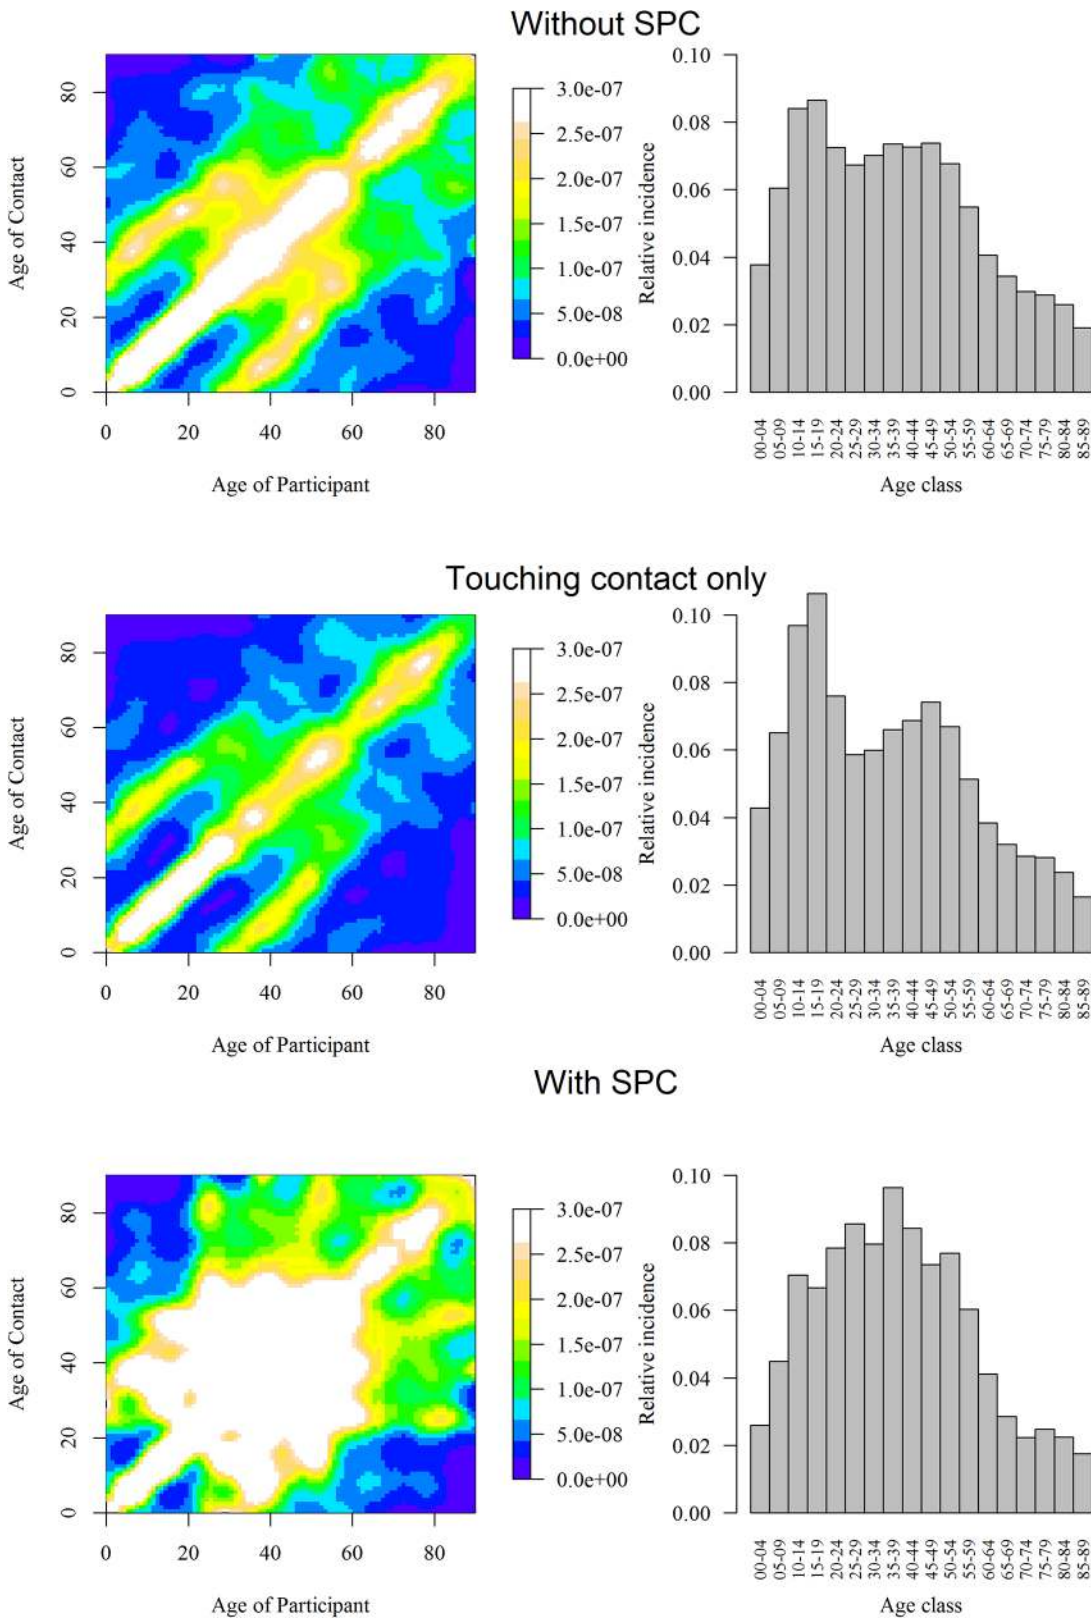 Without SPC
Age of Contact
80
60
40
20
0
0 20 40 60 80
Age of Participant
3.0e-07
2.5e-07
2.0e-07
1.5e-07
1.0e-07
5.0e-08
0.0e+00
Relative incidence
0.10
0.08
0.06
0.04
0.02
0.00
00-04
05-09
10-14
15-19
20-24
25-29
30-34
35-39
40-44
45-49
50-54
55-59
60-64
65-69
70-74
75-79
80-84
85-89
Age class
Touching contact only
Age of Contact
80
60
40
20
0
0 20 40 60 80
Age of Participant
3.0e-07
2.5e-07
2.0e-07
1.5e-07
1.0e-07
5.0e-08
0.0e+00
Relative incidence
0.10
0.08
0.06
0.04
0.02
0.00
00-04
05-09
10-14
15-19
20-24
25-29
30-34
35-39
40-44
45-49
50-54
55-59
60-64
65-69
70-74
75-79
80-84
85-89
Age class
With SPC
Age of Contact
80
60
40
20
0
0 20 40 60 80
Age of Participant
3.0e-07
2.5e-07
2.0e-07
1.5e-07
1.0e-07
5.0e-08
0.0e+00
Relative incidence
0.10
0.08
0.06
0.04
0.02
0.00
00-04
05-09
10-14
15-19
20-24
25-29
30-34
35-39
40-44
45-49
50-54
55-59
60-64
65-69
70-74
75-79
80-84
85-89
Age class